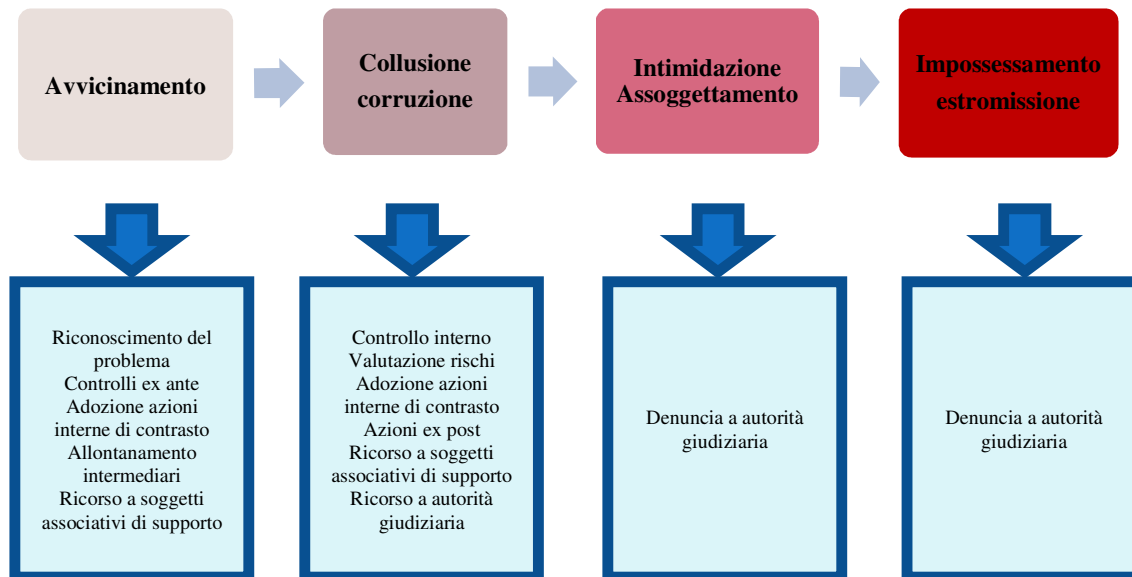 Avvicinamento
Collusione
corruzione
Intimidazione
Assoggettamento
Impossessamento
estromissione
Riconoscimento del
problema
Controlli ex ante
Adozione azioni
interne di contrasto
Allontanamento
intermediari
Ricorso a soggetti
associativi di supporto
Controllo interno
Valutazione rischi
Adozione azioni
interne di contrasto
Azioni ex post
Ricorso a soggetti
associativi di supporto
Ricorso a autorità
giudiziaria
Denuncia a autorità
giudiziaria
Denuncia a autorità
giudiziaria